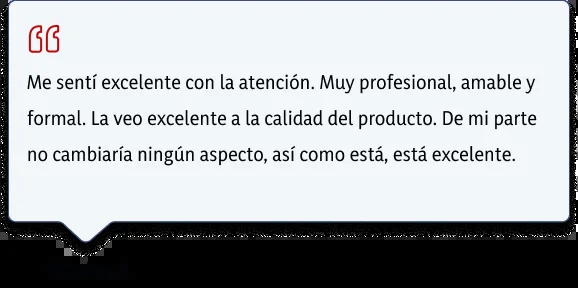 Me sentí excelente con la atención. Muy profesional, amable y
formal. La veo excelente a la calidad del producto. De mi parte
no cambiaría ningún aspecto, así como está, está excelente.